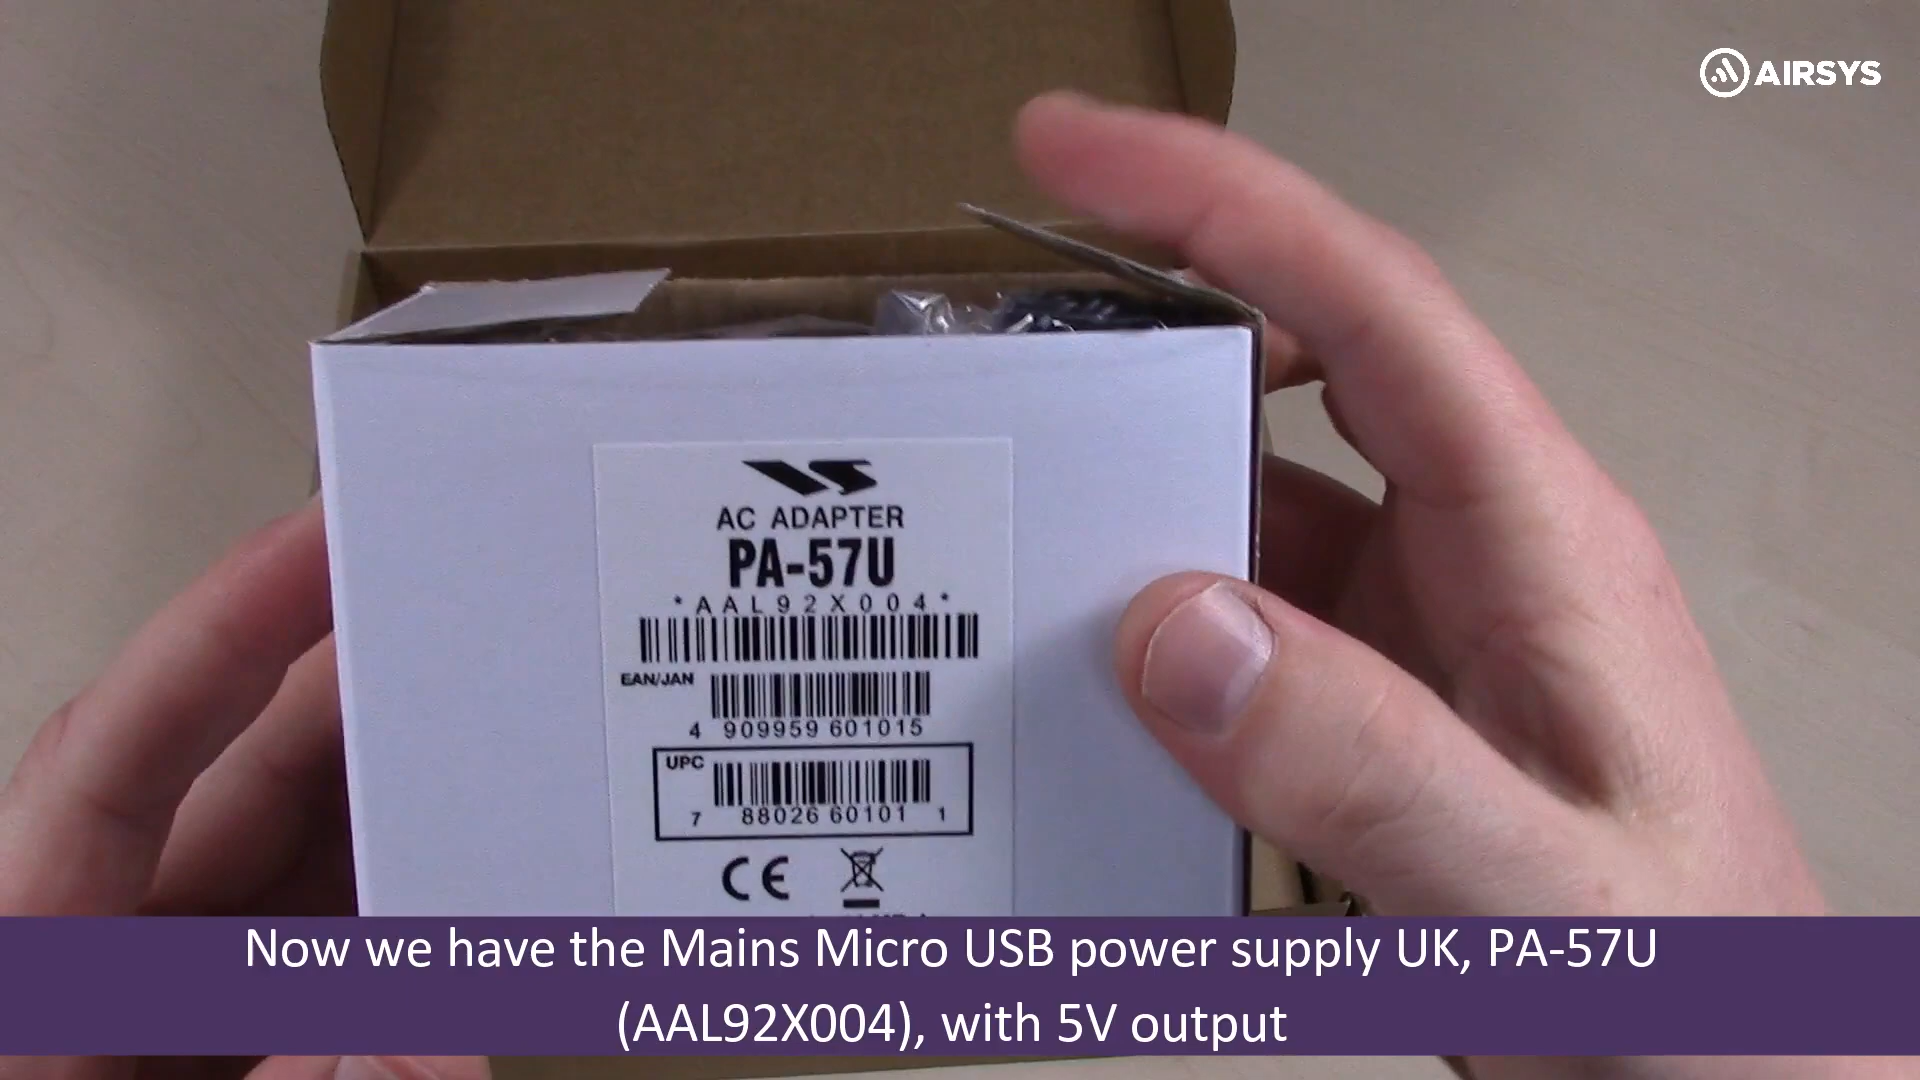 AIRSYS
VS
AC ADAPTER
PA-57U
*AAL92X004*
EAN/JAN
4 909959 601015
UPC
7 88026 60101 1
CE
Now we have the Mains Micro USB power supply UK, PA-57U
(AAL92X004), with 5V output